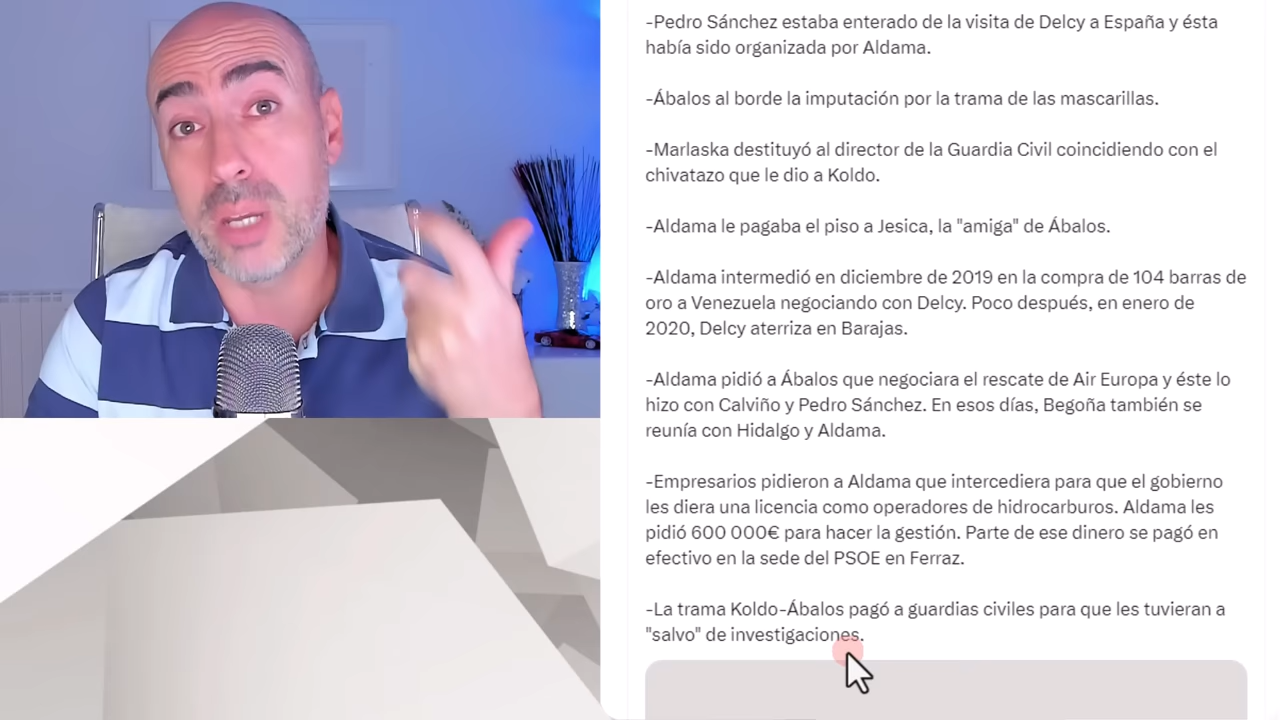 -Pedro Sánchez estaba enterado de la visita de Delcy a España y ésta
había sido organizada por Aldama.
-Ábalos al borde la imputación por la trama de las mascarillas.
-Marlaska destituyó al director de la Guardia Civil coincidiendo con el
chivatazo que le dio a Koldo.
-Aldama le pagaba el piso a Jesica, la "amiga" de Ábalos.
-Aldama intermedió en diciembre de 2019 en la compra de 104 barras de
oro a Venezuela negociando con Delcy. Poco después, en enero de
2020, Delcy aterriza en Barajas.
-Aldama pidió a Ábalos que negociara el rescate de Air Europa y éste lo
hizo con Calviño y Pedro Sánchez. En esos días, Begoña también se
reunía con Hidalgo y Aldama.
-Empresarios pidieron a Aldama que intercediera para que el gobierno
les diera una licencia como operadores de hidrocarburos. Aldama les
pidió 600 000€ para hacer la gestión. Parte de ese dinero se pagó en
efectivo en la sede del PSOE en Ferraz.
-La trama Koldo-Ábalos pagó a guardias civiles para que les tuvieran a
"salvo" de investigaciones.